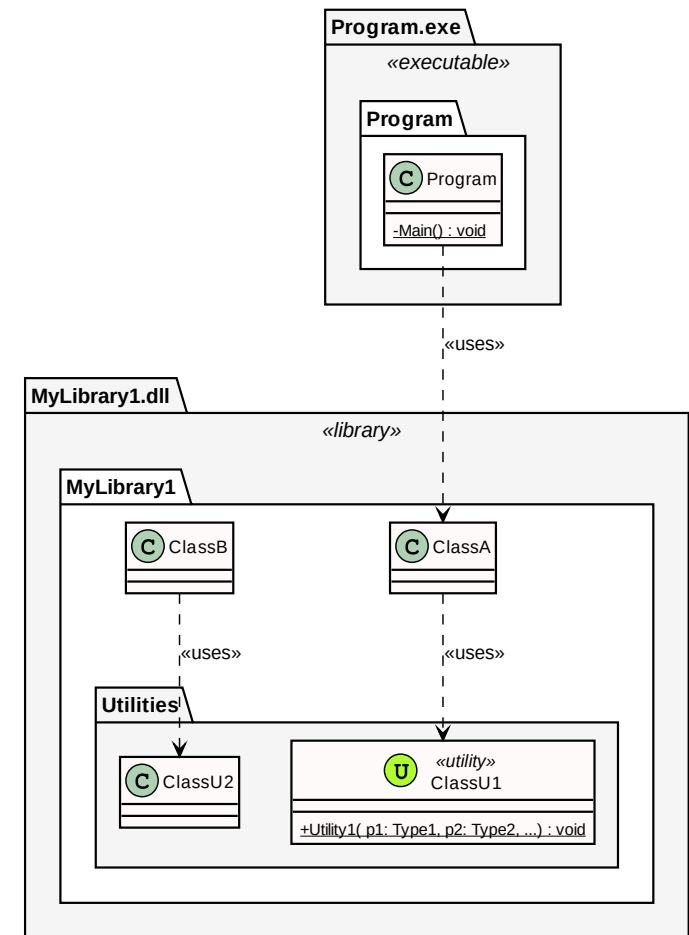 Program.exe
«executable»
Program
C Program
-Main() : void
«uses»
MyLibrary1.dll
«library»
MyLibrary1
C ClassB
C ClassA
«uses»
«uses»
Utilities
C ClassU2
U «utility»
ClassU1
+Utility1( p1: Type1, p2: Type2, ...) : void